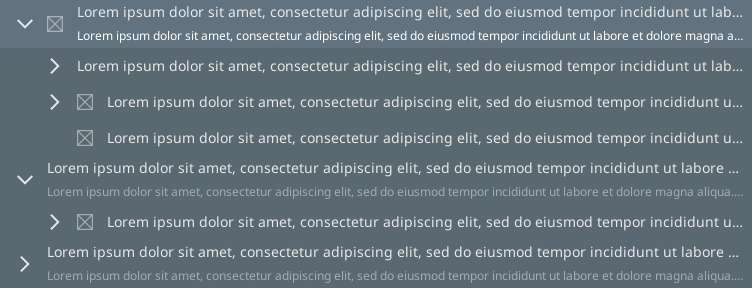 Lorem ipsum dolor sit amet, consectetur adipiscing elit, sed do eiusmod tempor incididunt ut lab...
Lorem ipsum dolor sit amet, consectetur adipiscing elit, sed do eiusmod tempor incididunt ut labore et dolore magna a...
Lorem ipsum dolor sit amet, consectetur adipiscing elit, sed do eiusmod tempor incididunt ut lab...
Lorem ipsum dolor sit amet, consectetur adipiscing elit, sed do eiusmod tempor incididunt u...
Lorem ipsum dolor sit amet, consectetur adipiscing elit, sed do eiusmod tempor incididunt u...
Lorem ipsum dolor sit amet, consectetur adipiscing elit, sed do eiusmod tempor incididunt ut labore ...
Lorem ipsum dolor sit amet, consectetur adipiscing elit, sed do eiusmod tempor incididunt ut labore et dolore magna aliqua....
Lorem ipsum dolor sit amet, consectetur adipiscing elit, sed do eiusmod tempor incididunt u...
Lorem ipsum dolor sit amet, consectetur adipiscing elit, sed do eiusmod tempor incididunt ut labore ...
Lorem ipsum dolor sit amet, consectetur adipiscing elit, sed do eiusmod tempor incididunt ut labore et dolore magna aliqua....